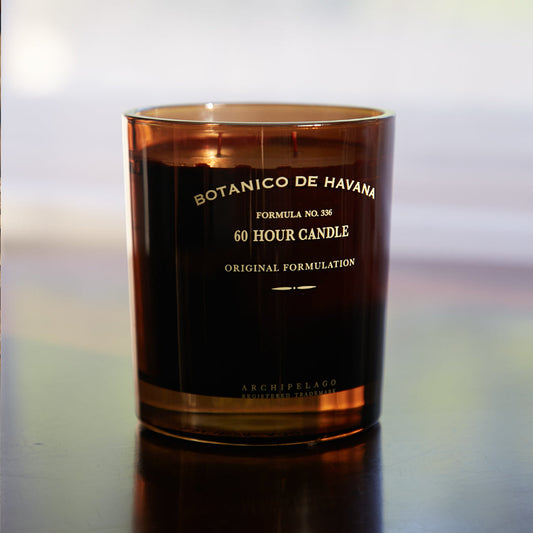 BOTANICO DE HAVANA
FORMULA NO. 336
60 HOUR CANDLE
ORIGINAL FORMULATION
ARCHIPELAGO
REGISTERED TRADEMARK